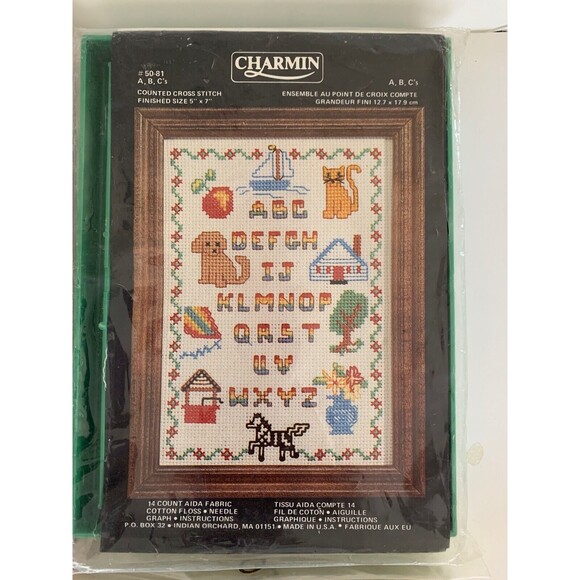 CHARMIN
#50-81
A, B, C's
A, B, C's
COUNTED CROSS STITCH
FINISHED SIZE 5" x 7"
ENSEMBLE AU POINT DE CROIX COMPTE
GRANDEUR FINI 12.7 x 17.9 cm
ABC
DEFGH
IJ
KLMNOP
QRST
UV
WXYZ
14 COUNT AIDA FABRIC
COTTON FLOSS • NEEDLE
GRAPH • INSTRUCTIONS
TISSU AIDA COMPTE 14
FIL DE COTON • AIGUILLE
GRAPHIQUE • INSTRUCTIONS
P.O. BOX 32 • INDIAN ORCHARD, MA 01151 • MADE IN U.S.A. • FABRIQUE AUX EU